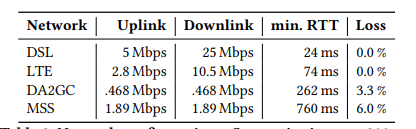 Network Uplink Downlink min. RTT Loss
DSL 5 Mbps 25 Mbps 24 ms 0.0 %
LTE 2.8 Mbps 10.5 Mbps 74 ms 0.0 %
DA2GC .468 Mbps .468 Mbps 262 ms 3.3 %
MSS 1.89 Mbps 1.89 Mbps 760 ms 6.0 %